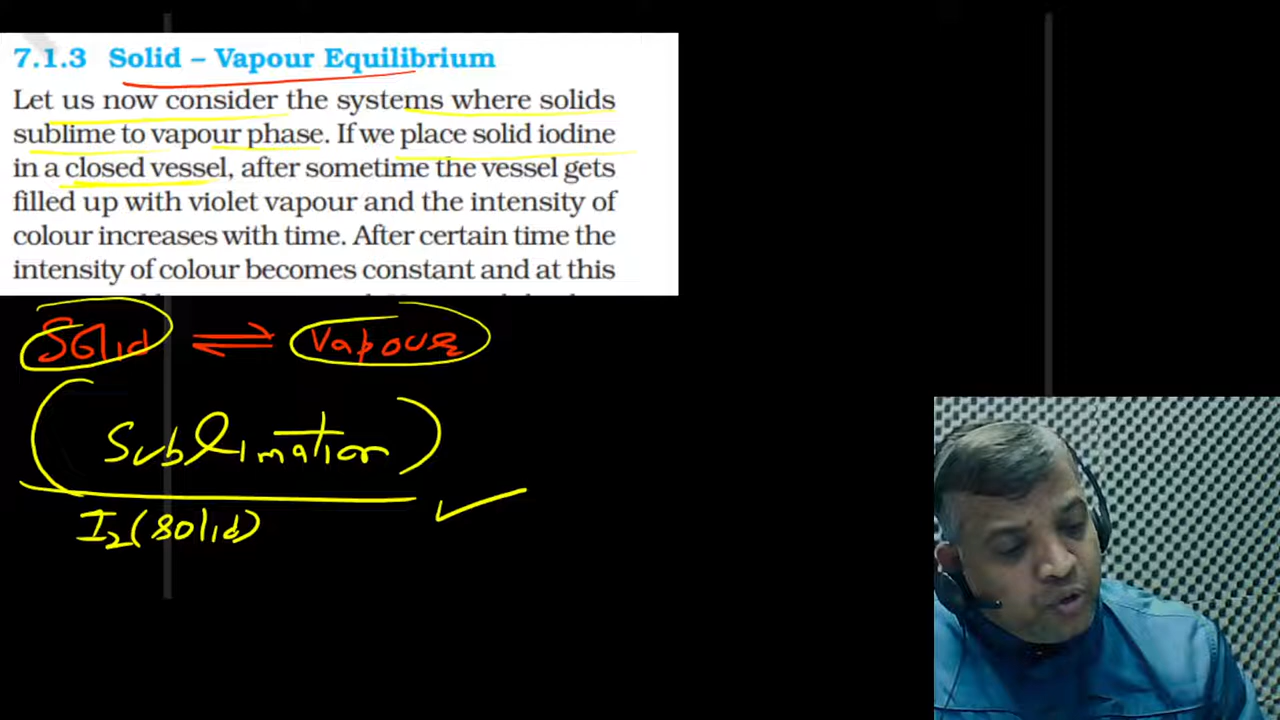 7.1.3 Solid – Vapour Equilibrium
Let us now consider the systems where solids
sublime to vapour phase. If we place solid iodine
in a closed vessel, after sometime the vessel gets
filled up with violet vapour and the intensity of
colour increases with time. After certain time the
intensity of colour becomes constant and at this
Solid ⇌ Vapour
(Sublimation)
I₂(solid)